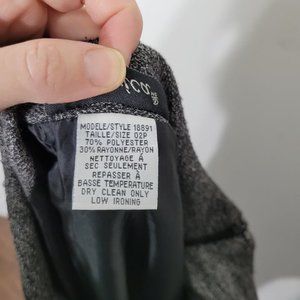 MODELE/STYLE 18891
TAILLE/SIZE 02P
70% POLYESTER
30% RAYONNE/RAYON
NETTOYAGE À
SEC SEULEMENT
REPASSER À
BASSE TEMPERATURE
DRY CLEAN ONLY
LOW IRONING